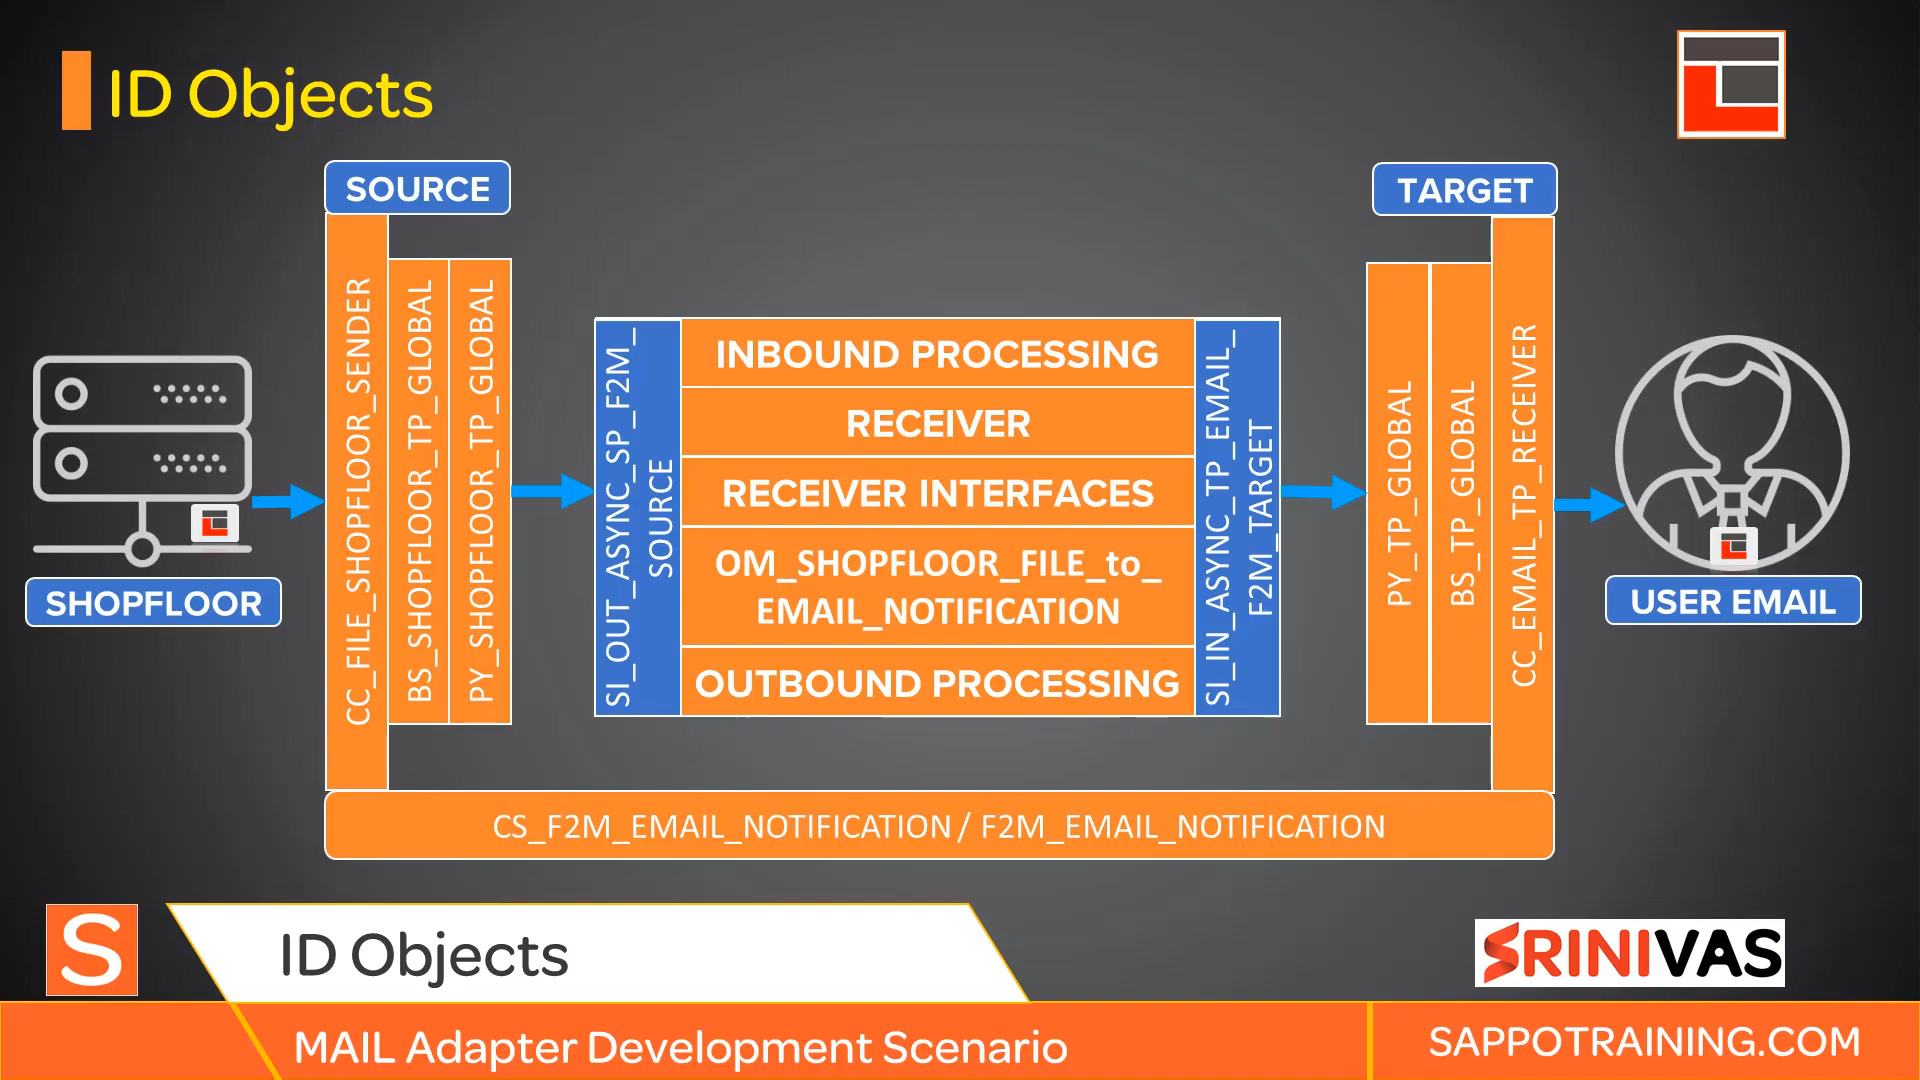 ID Objects
SOURCE
TARGET
CC_FILE_SHOPFLOOR_SENDER
BS_SHOPFLOOR_TP_GLOBAL
PY_SHOPFLOOR_TP_GLOBAL
SI_OUT_ASYNC_SP_F2M_
SOURCE
INBOUND PROCESSING
RECEIVER
RECEIVER INTERFACES
OM_SHOPFLOOR_FILE_to_
EMAIL_NOTIFICATION
OUTBOUND PROCESSING
SI_IN_ASYNC_TP_EMAIL_
F2M_TARGET
PY_TP_GLOBAL
BS_TP_GLOBAL
CC_EMAIL_TP_RECEIVER
SHOPFLOOR
USER EMAIL
CS_F2M_EMAIL_NOTIFICATION / F2M_EMAIL_NOTIFICATION
S
ID Objects
SRINIVAS
MAIL Adapter Development Scenario
SAPPOTRAINING.COM